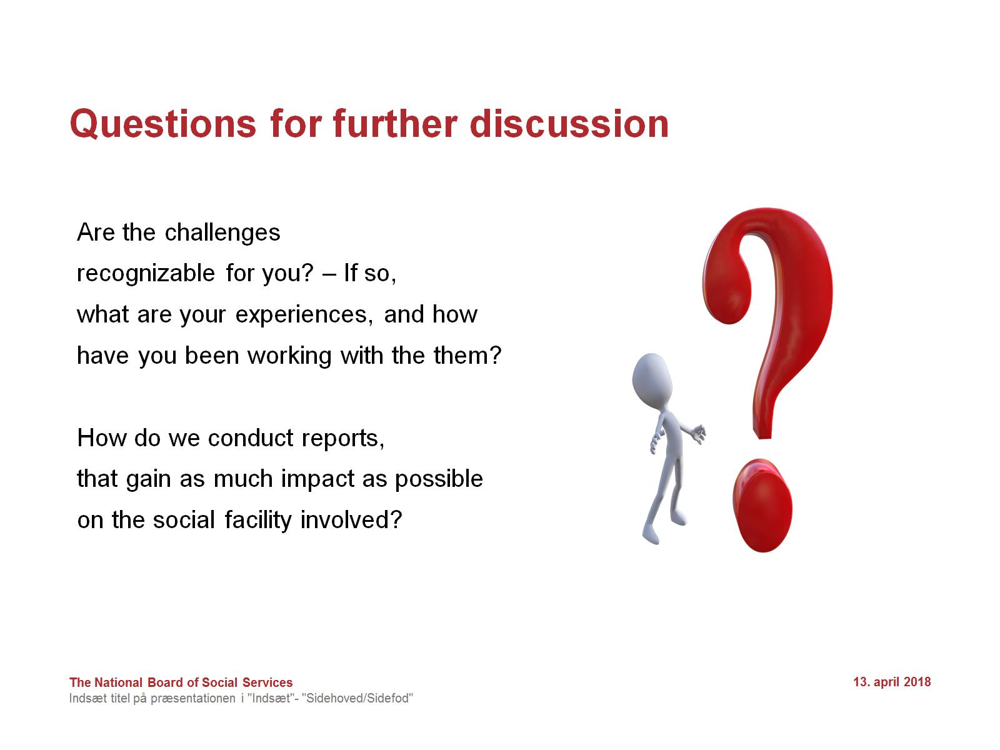 Questions for further discussion
Are the challenges
recognizable for you? – If so,
what are your experiences, and how
have you been working with the them?
How do we conduct reports,
that gain as much impact as possible
on the social facility involved?
The National Board of Social Services
13. april 2018
Indsæt titel på præsentationen i "Indsæt"- "Sidehoved/Sidefod"